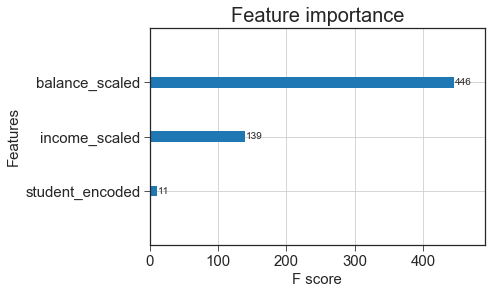 Feature importance
Features
balance_scaled
446
income_scaled
139
student_encoded
11
0 100 200 300 400
F score